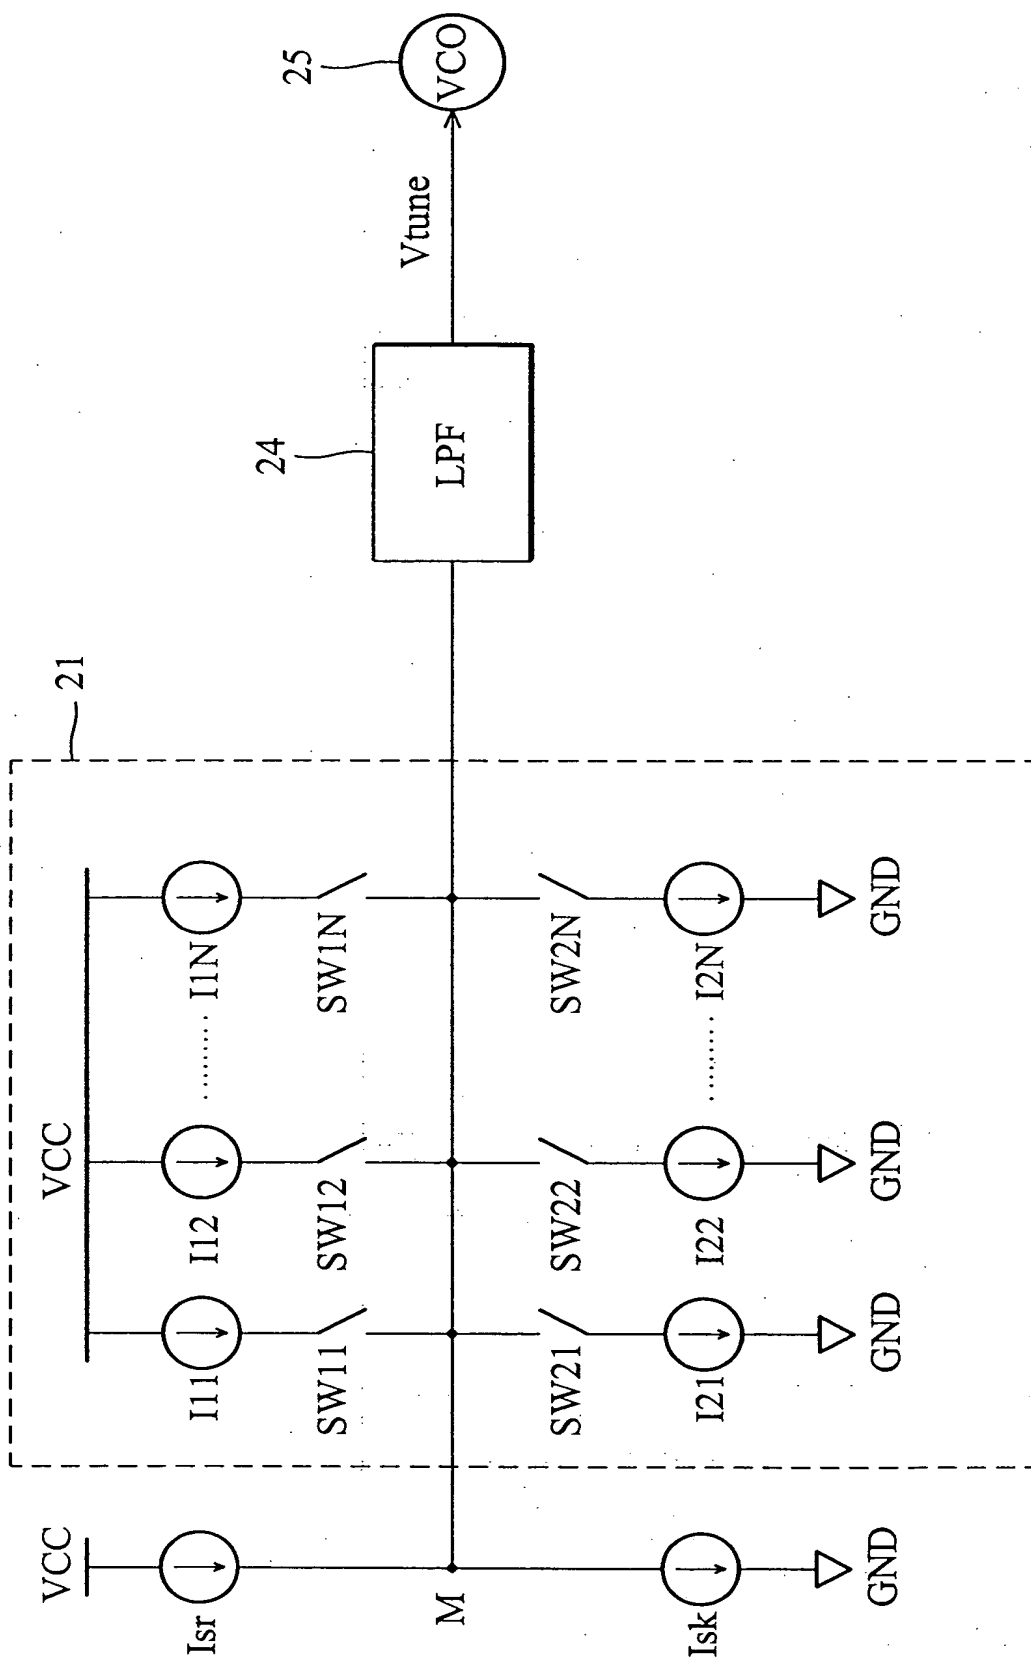 VCC
VCC
21
24
25
Isr
I11
I12
........
I1N
SW11
SW12
SW1N
M
LPF
Vtune
VCO
SW21
SW22
SW2N
Isk
I21
I22
........
I2N
GND
GND
GND
GND